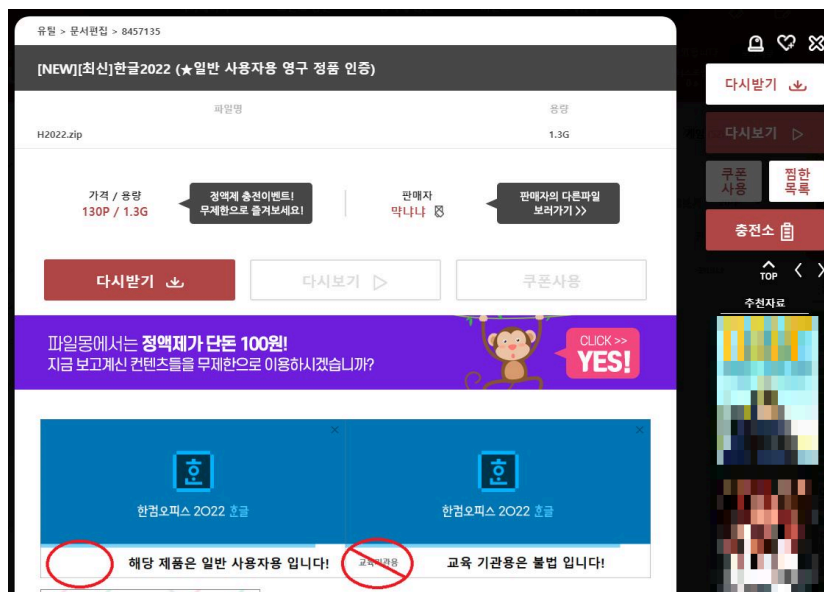 유틸 > 문서편집 > 8457135
[NEW][최신]한글2022 (★일반 사용자용 영구 정품 인증)
파일명 용량
H2022.zip 1.3G
가격 / 용량
130P / 1.3G
정액제 충전이벤트!
무제한으로 즐겨보세요!
판매자
먁냐냐
판매자의 다른파일
보러가기 >>
다시받기
다시보기
쿠폰사용
파일몽에서는 정액제가 단돈 100원!
지금 보고계신 컨텐츠들을 무제한으로 이용하시겠습니까?
CLICK >>
YES!
한컴오피스 2022 한글
해당 제품은 일반 사용자용 입니다!
한컴오피스 2022 한글
교육기관용
교육 기관용은 불법 입니다!
다시받기
다시보기
쿠폰
사용
찜한
목록
충전소
TOP
추천자료